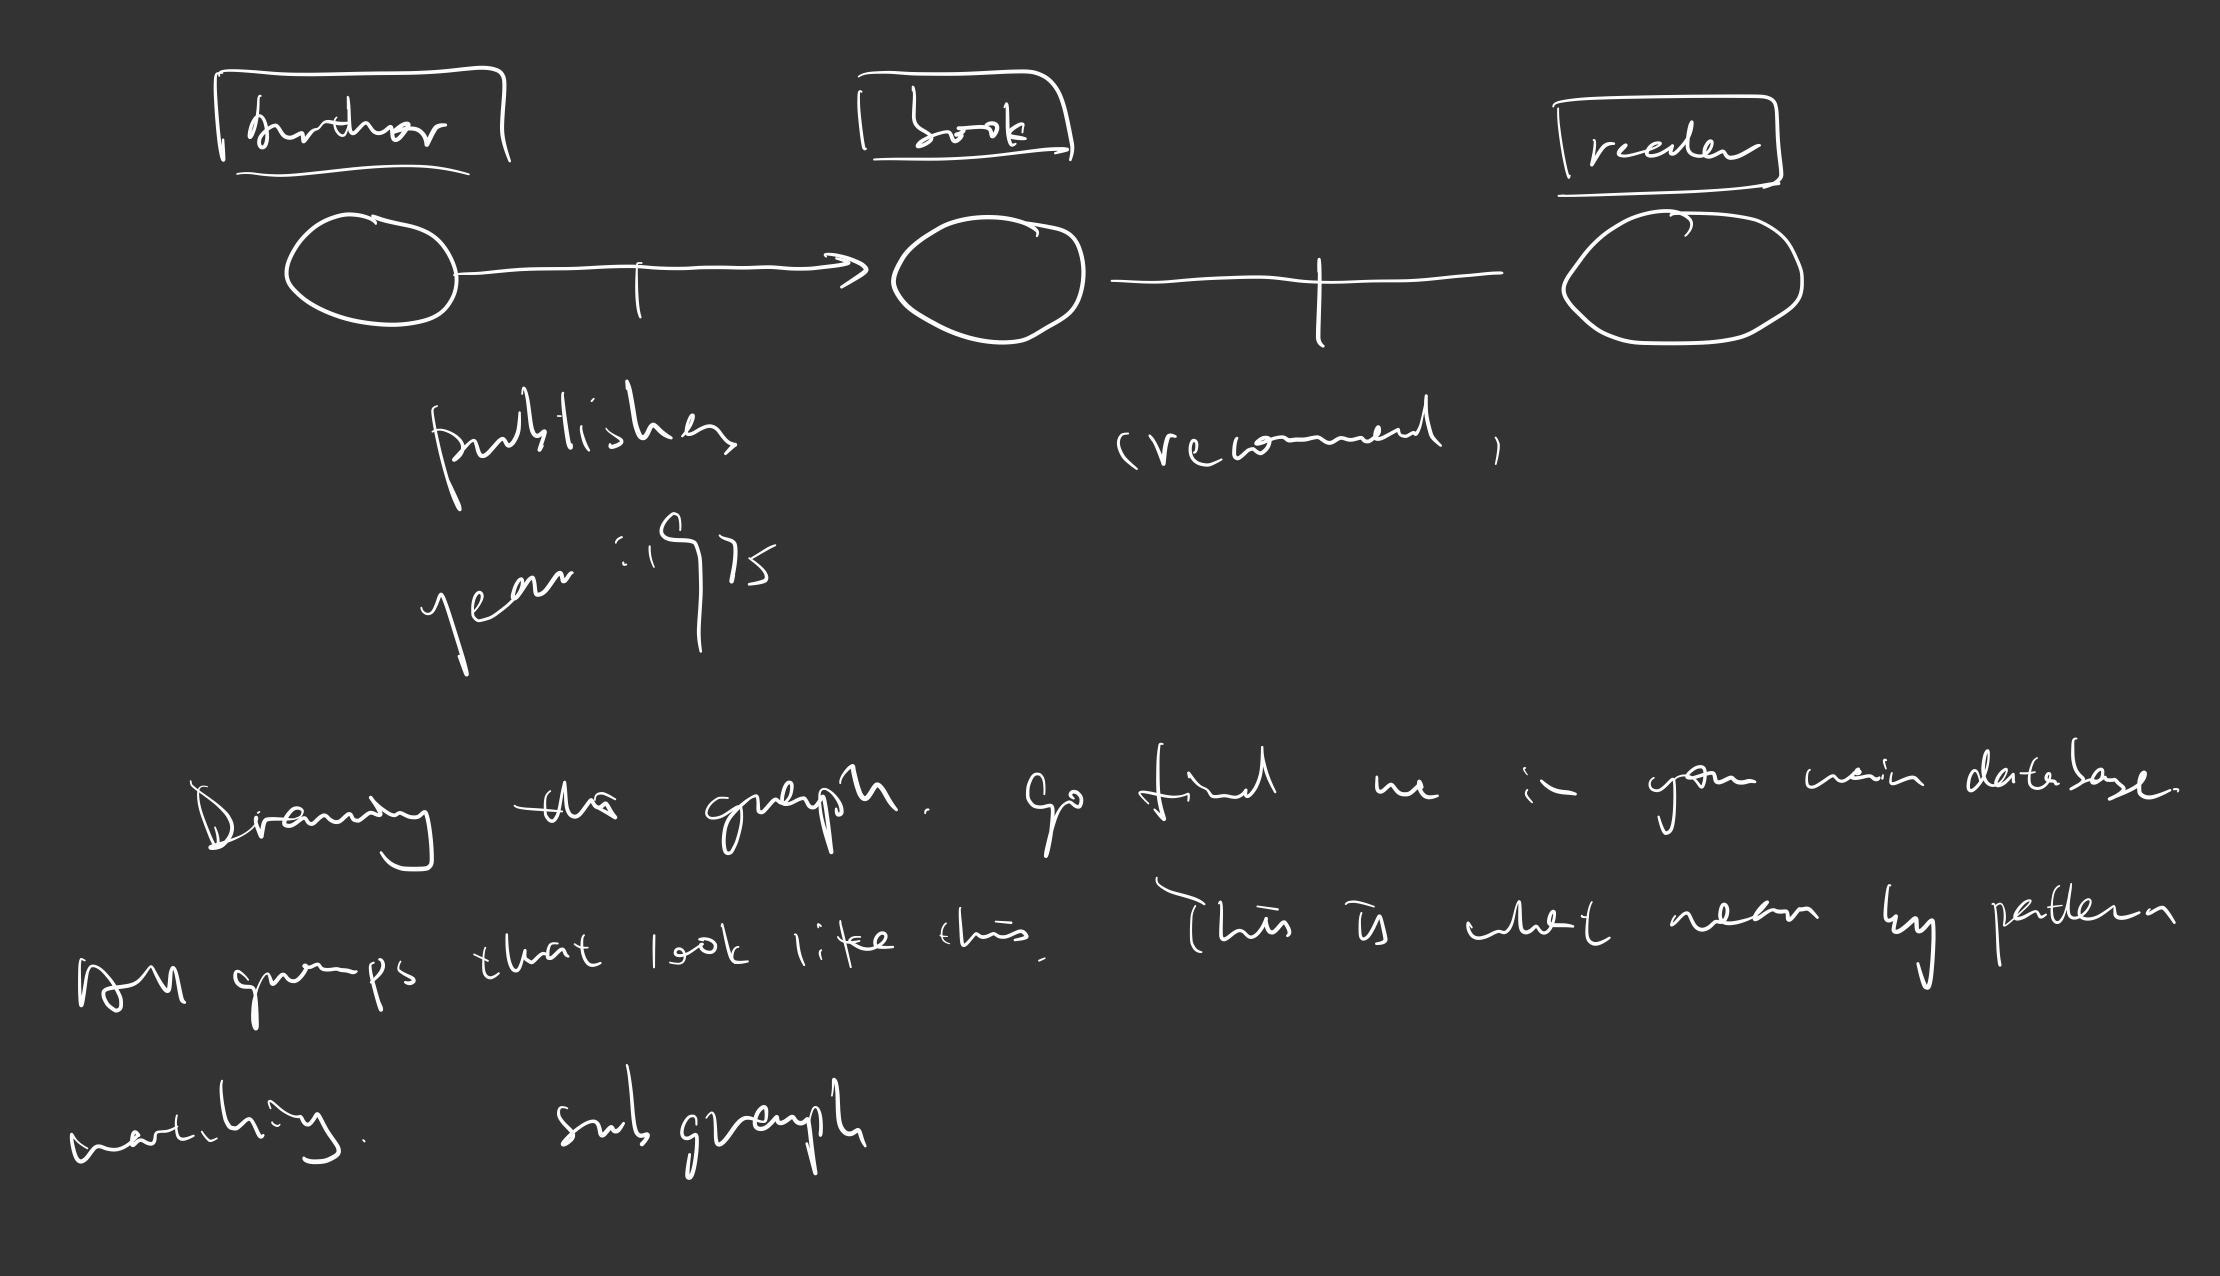 author book reader
publisher (recommend,
year : 1975
Drawing the graph. Go find me in your main database.
All graphs that look like this. This is what mean by pattern
matching. subgraph